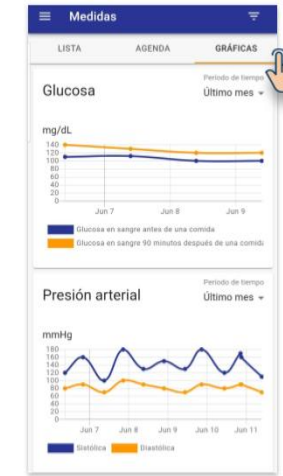 Medidas
LISTA AGENDA GRÁFICAS
Periodo de tiempo
Glucosa Último mes
mg/dL
140
120
100
80
60
40
20
0
Jun 7 Jun 8 Jun 9
Glucosa en sangre antes de una comida
Glucosa en sangre 90 minutos después de una comida
Periodo de tiempo
Presión arterial Último mes
mmHg
180
160
140
120
100
80
60
40
20
0
Jun 7 Jun 8 Jun 9 Jun 10 Jun 11
Sistólica Diastólica